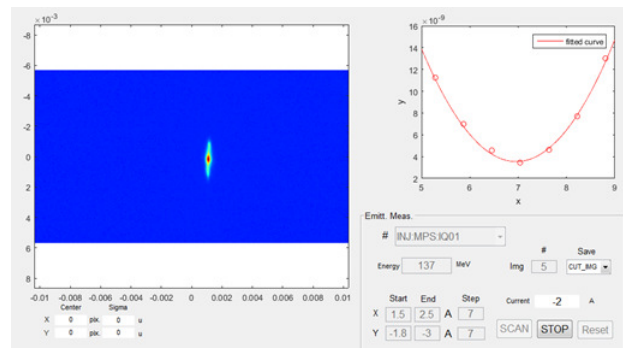 ×10⁻³
-8
-6
-4
-2
0
2
4
6
8
-0.01 -0.008 -0.006 -0.004 -0.002 0 0.002 0.004 0.006 0.008 0.01
Center Sigma
X 0 pix. 0 u
Y 0 pix. 0 u
×10⁻⁹
16
14
12
10
8
6
4
2
y
fitted curve
5 6 7 8 9
x
Emitt. Meas.
# INJ:MPS:IQ01
Energy 137 MeV
# Save
Img 5 CUT_IMG
Start End Step
Current -2 A
X 1.5 2.5 A 7
Y -1.8 -3 A 7
SCAN STOP Reset